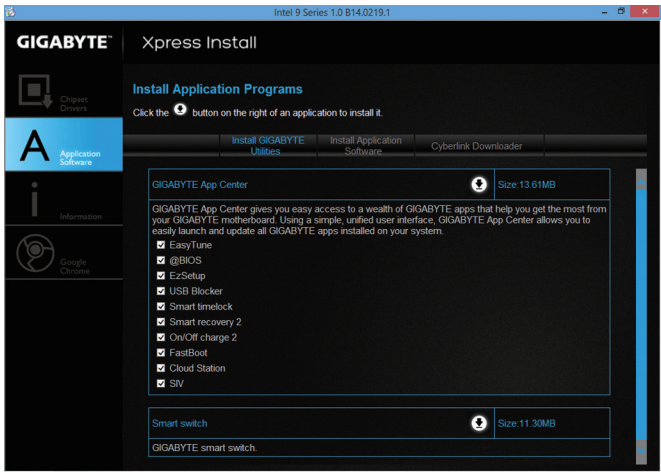 Intel 9 Series 1.0 B14.0219.1
GIGABYTE™
Xpress Install
Chipset
Drivers
Application
Software
Information
Google
Chrome
Install Application Programs
Click the button on the right of an application to install it.
Install GIGABYTE
Utilities
Install Application
Software
Cyberlink Downloader
GIGABYTE App Center
Size:13.61MB
GIGABYTE App Center gives you easy access to a wealth of GIGABYTE apps that help you get the most from
your GIGABYTE motherboard. Using a simple, unified user interface, GIGABYTE App Center allows you to
easily launch and update all GIGABYTE apps installed on your system.
EasyTune
@BIOS
EzSetup
USB Blocker
Smart timelock
Smart recovery 2
On/Off charge 2
FastBoot
Cloud Station
SIV
Smart switch
Size:11.30MB
GIGABYTE smart switch.